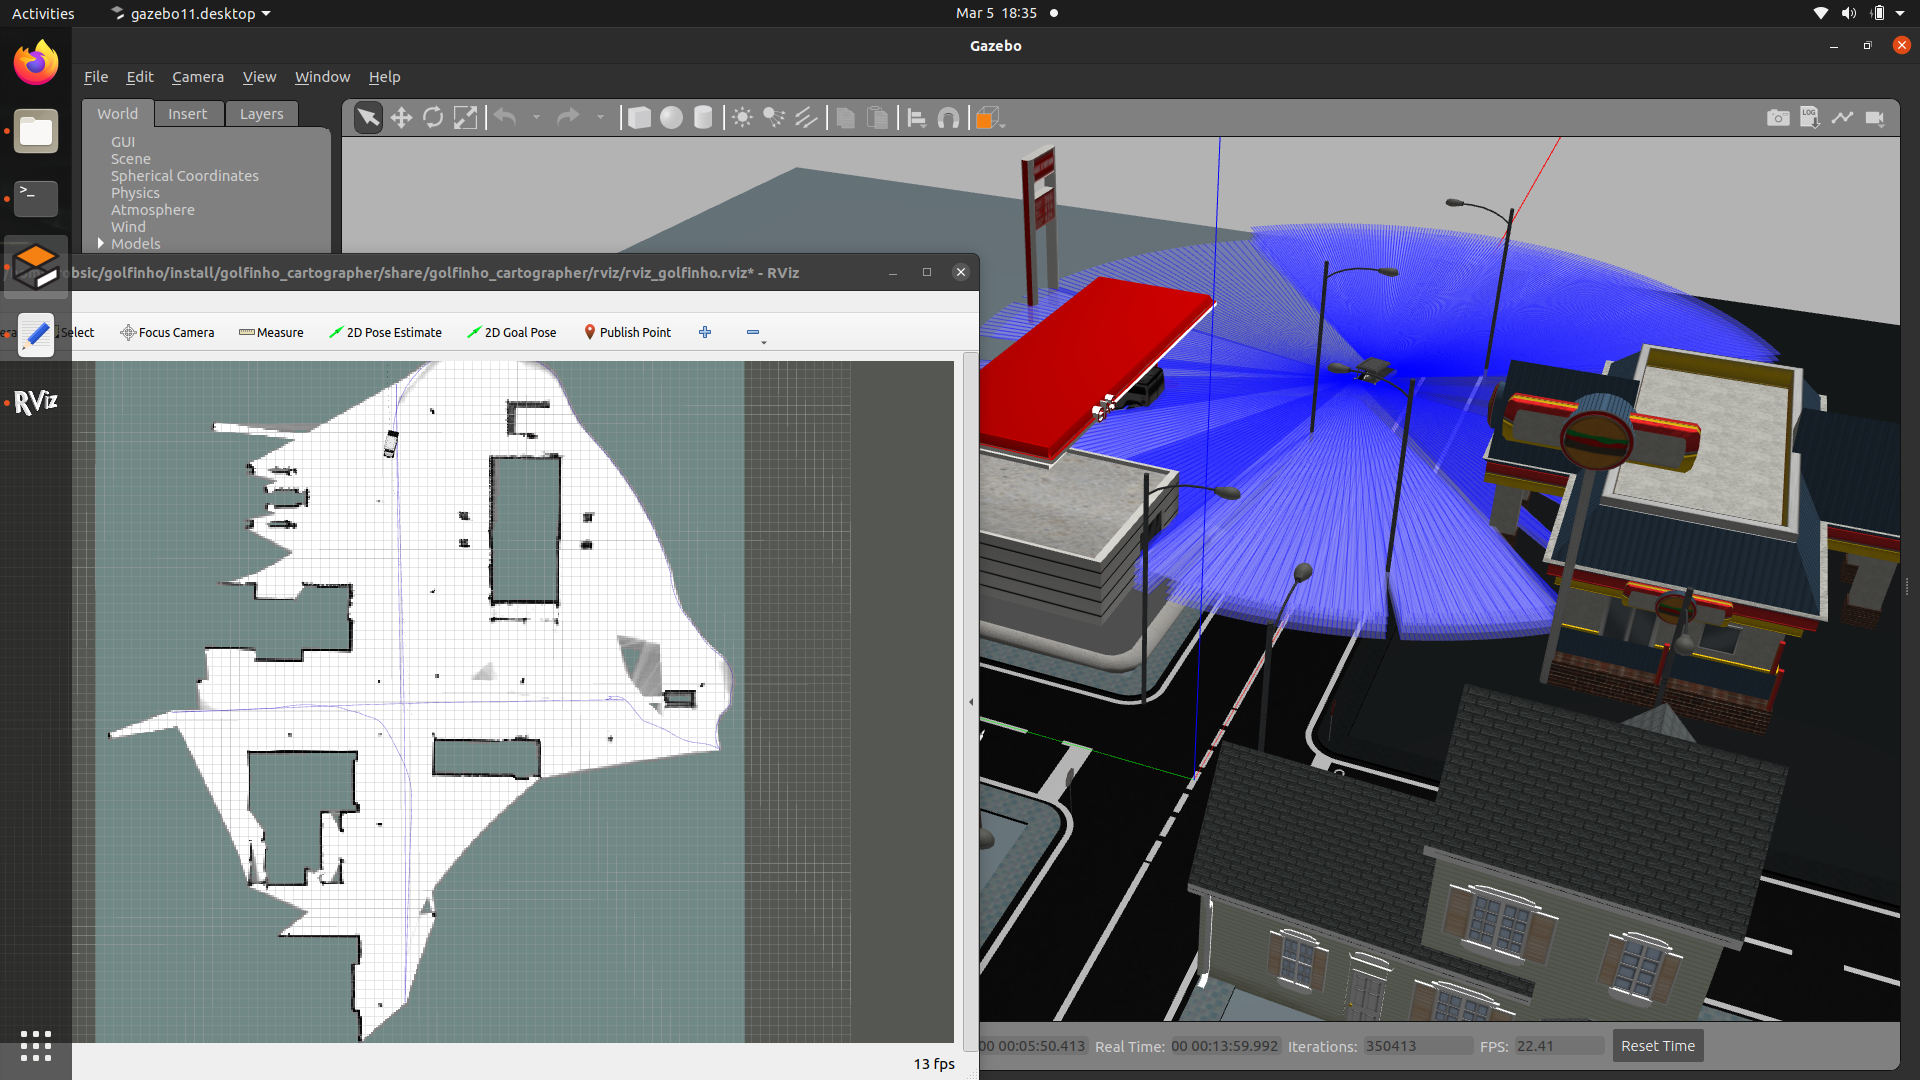 Activities
gazebo11.desktop
Mar 5 18:35
Gazebo
File Edit Camera View Window Help
World Insert Layers
GUI
Scene
Spherical Coordinates
Physics
Atmosphere
Wind
Models
LOG
obsic/golfinho/install/golfinho_cartographer/share/golfinho_cartographer/rviz/rviz_golfinho.rviz* - RViz
Select Focus Camera Measure 2D Pose Estimate 2D Goal Pose Publish Point
RViz
13 fps
00 00:05:50.413 Real Time: 00 00:13:59.992 Iterations: 350413 FPS: 22.41 Reset Time